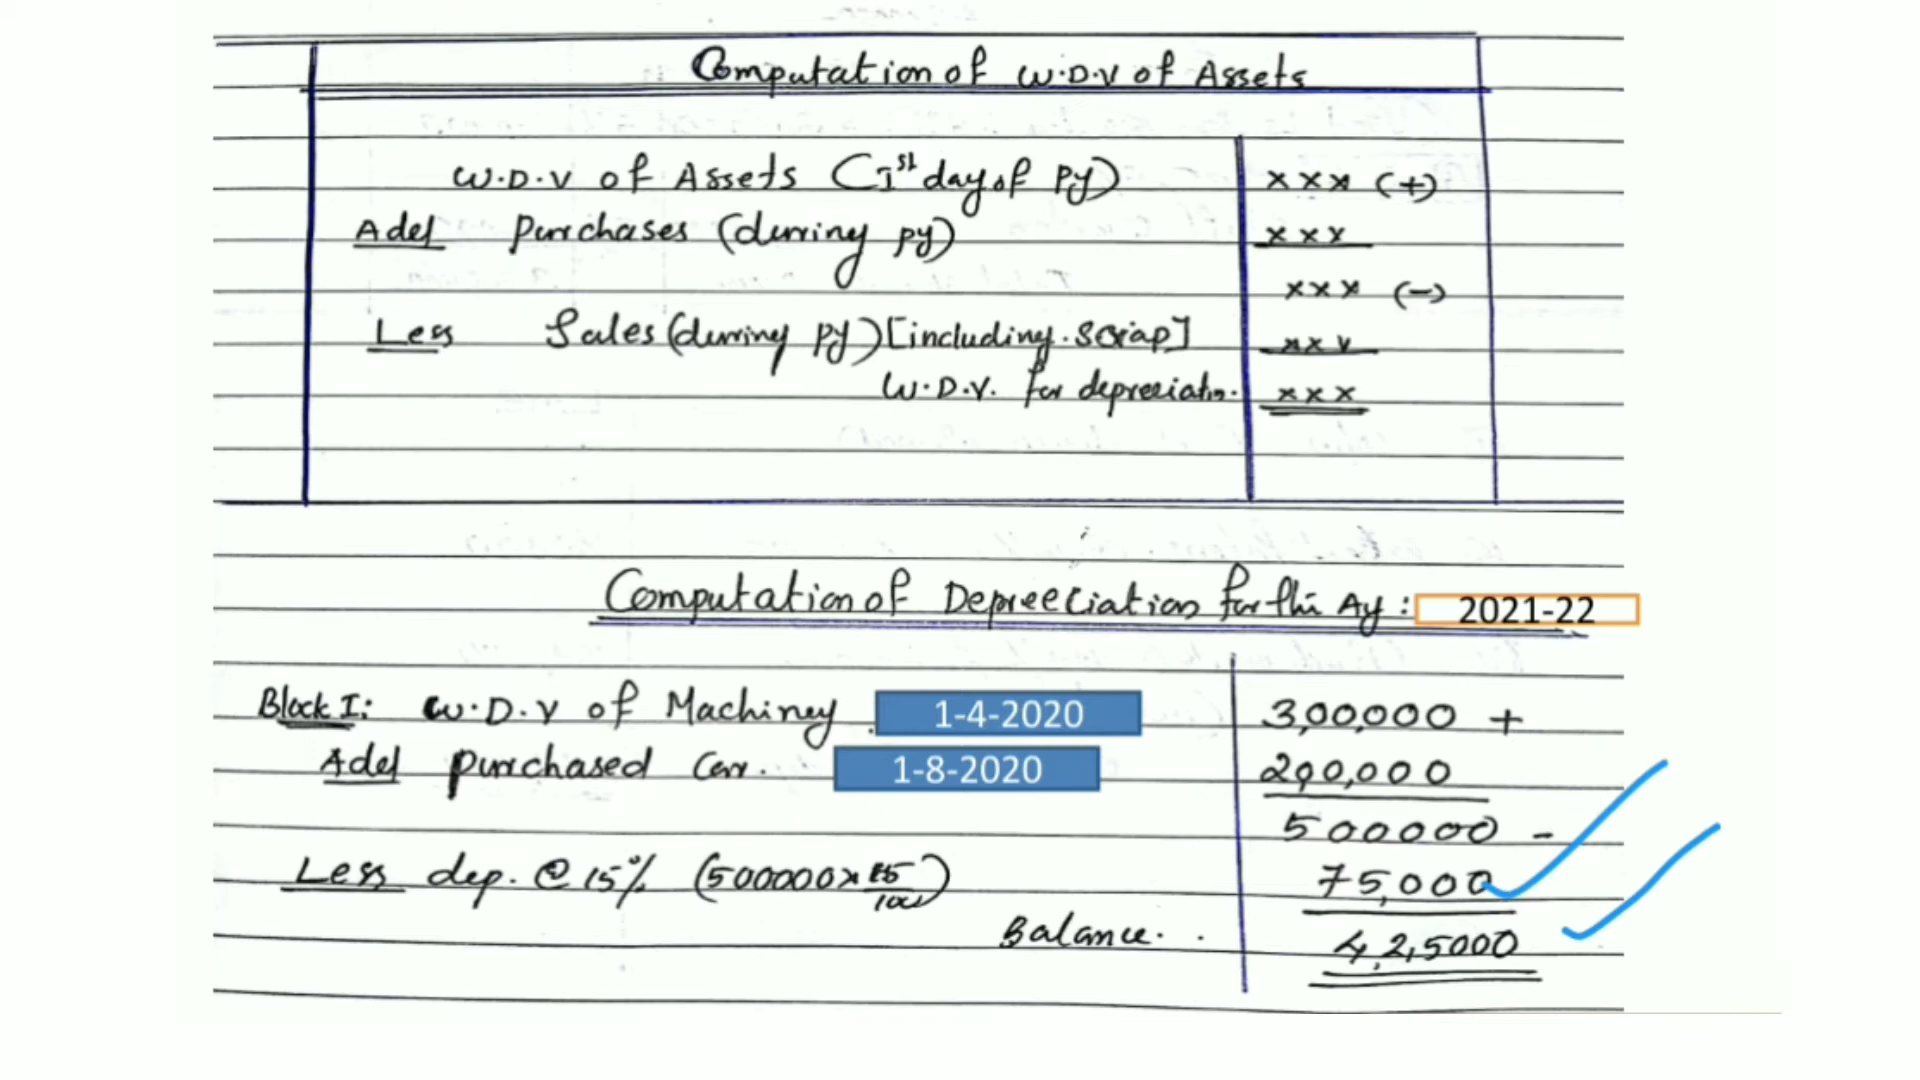 Computation of W.D.V of Assets
W.D.V of Assets (1st day of Py) xxx (+)
Add Purchases (during py) xxx
xxx (-)
Less Sales (during py) [including scrap] xxx
W.D.V. for depreciatn. xxx
Computation of Depreciation for the Ay: 2021-22
Block I: W.D.V of Machinery 1-4-2020 3,00,000 +
Add purchased Car. 1-8-2020 200,000
500000 -
Less dep. @ 15% (500000 x 15/100) 75,000
Balance. 4,2,5000